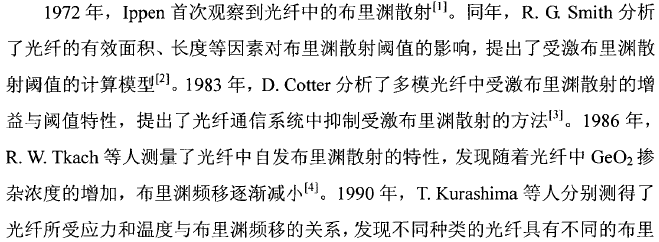 1972 年，Ippen 首次观察到光纤中的布里渊散射[1]。同年，R. G. Smith 分析
了光纤的有效面积、长度等因素对布里渊散射阈值的影响，提出了受激布里渊散
射阈值的计算模型[2]。1983 年，D. Cotter 分析了多模光纤中受激布里渊散射的增
益与阈值特性，提出了光纤通信系统中抑制受激布里渊散射的方法[3]。1986 年，
R. W. Tkach 等人测量了光纤中自发布里渊散射的特性，发现随着光纤中 GeO2 掺
杂浓度的增加，布里渊频移逐渐减小[4]。1990 年，T. Kurashima 等人分别测得了
光纤所受应力和温度与布里渊频移的关系，发现不同种类的光纤具有不同的布里